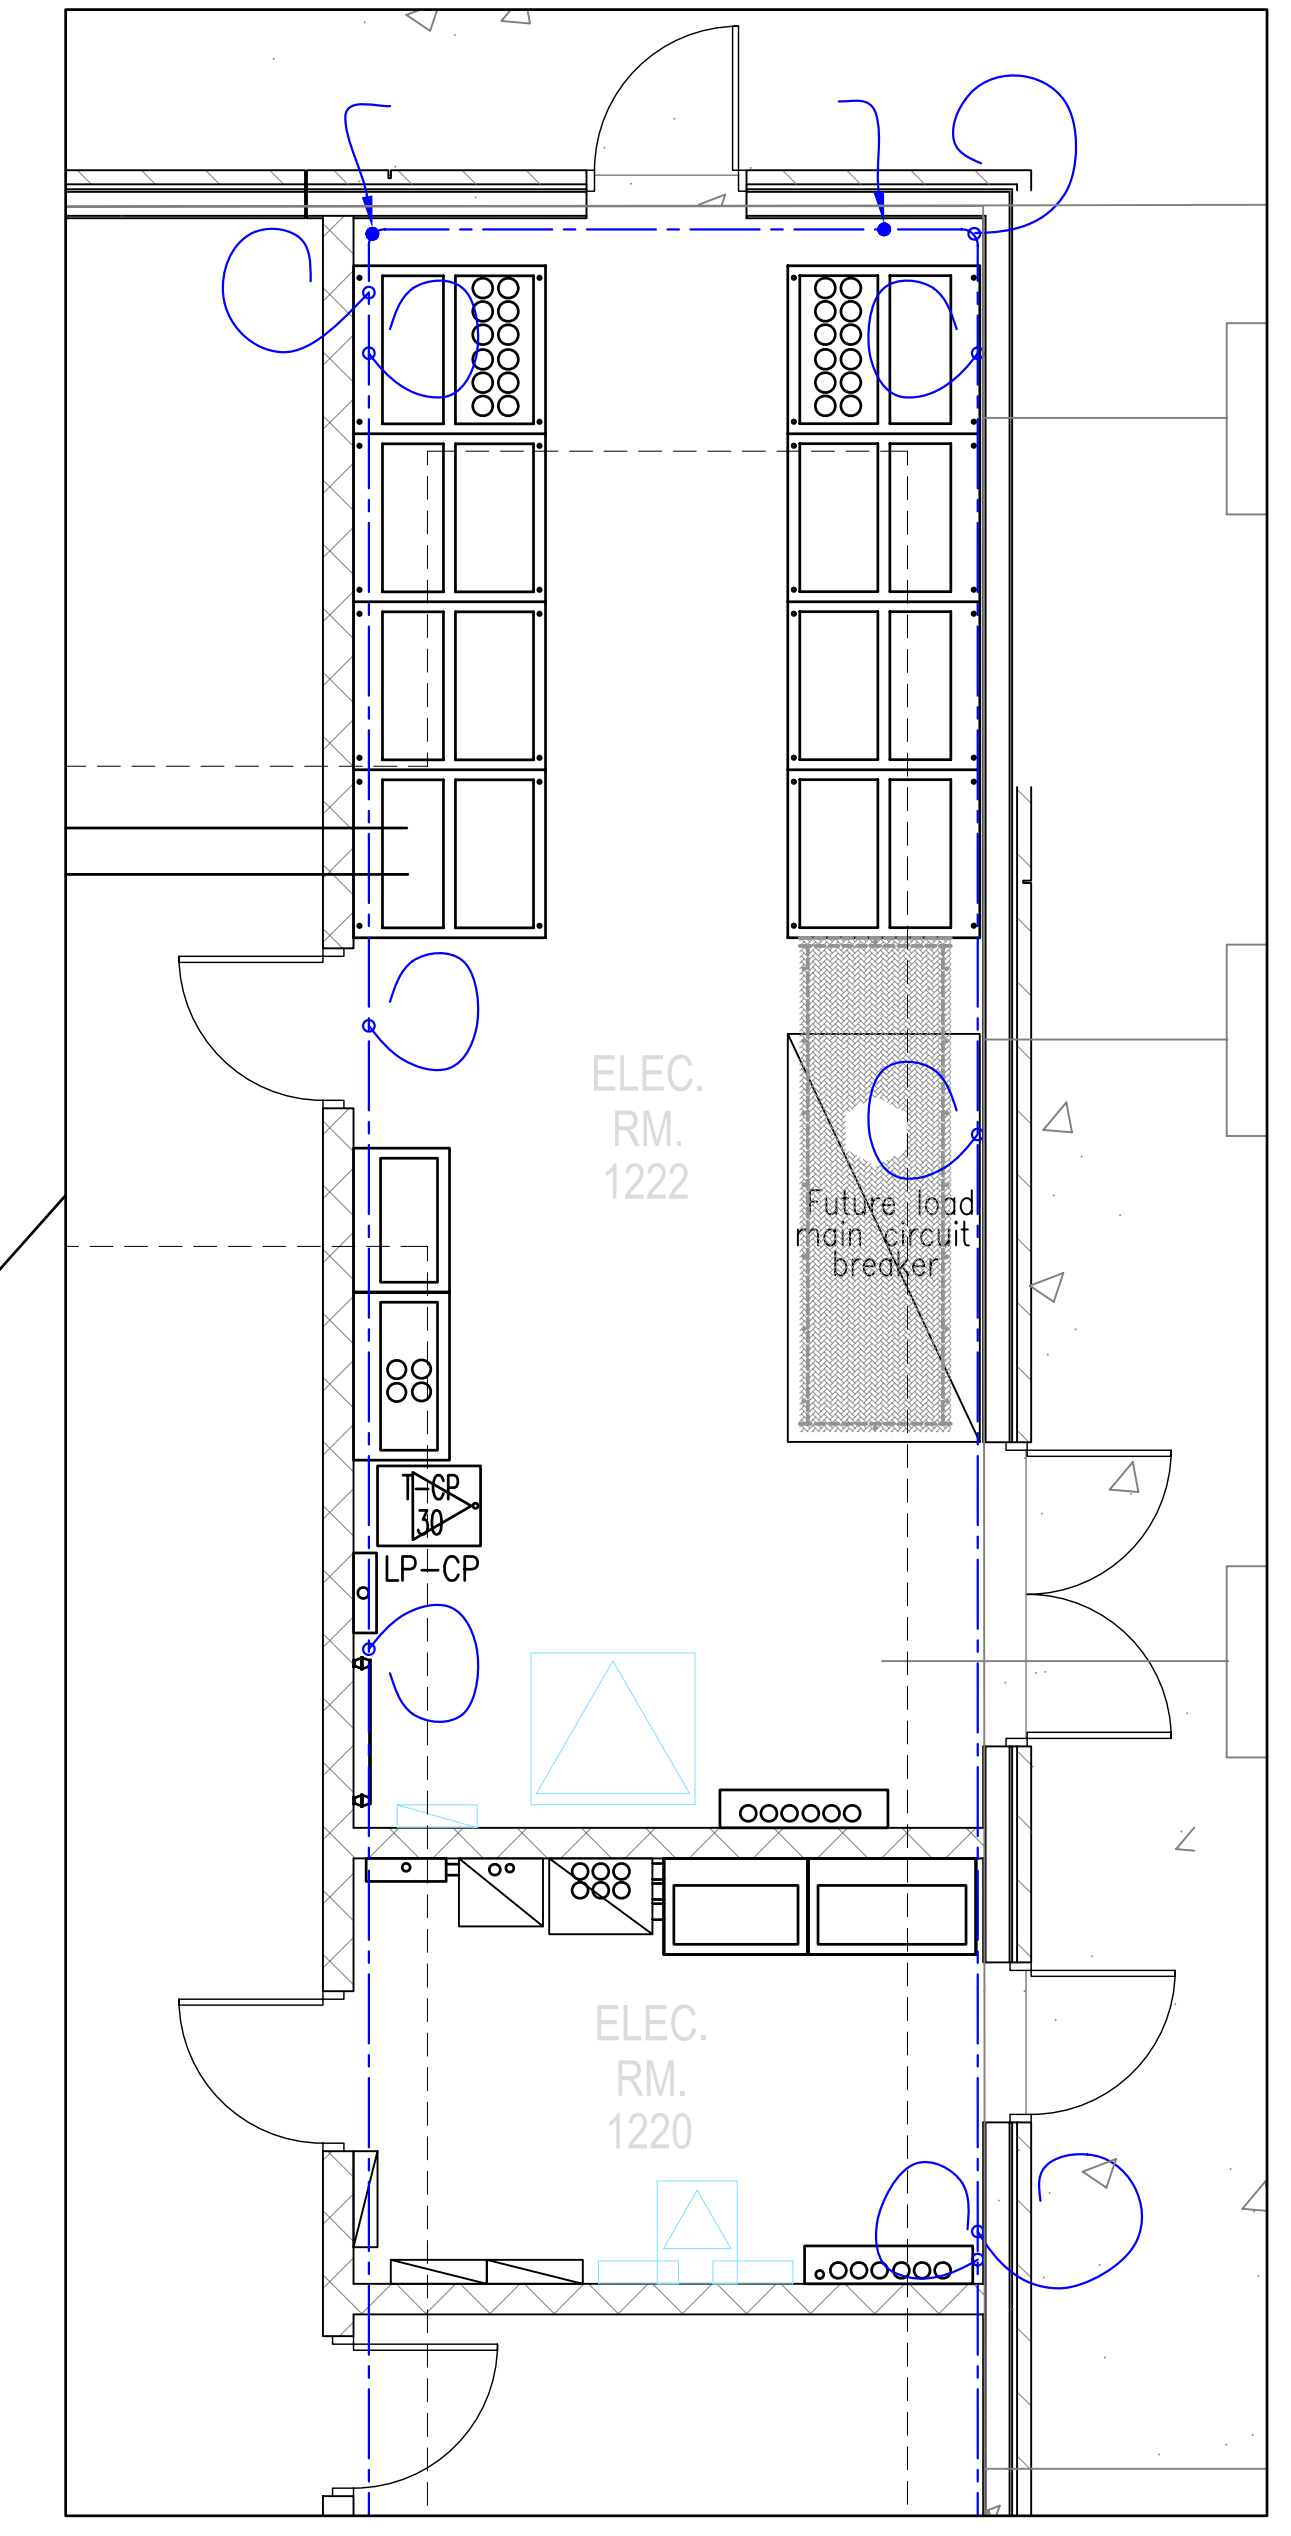 ELEC.
RM.
1222
Future load
main circuit
breaker
T-CP
30
LP-CP
ELEC.
RM.
1220